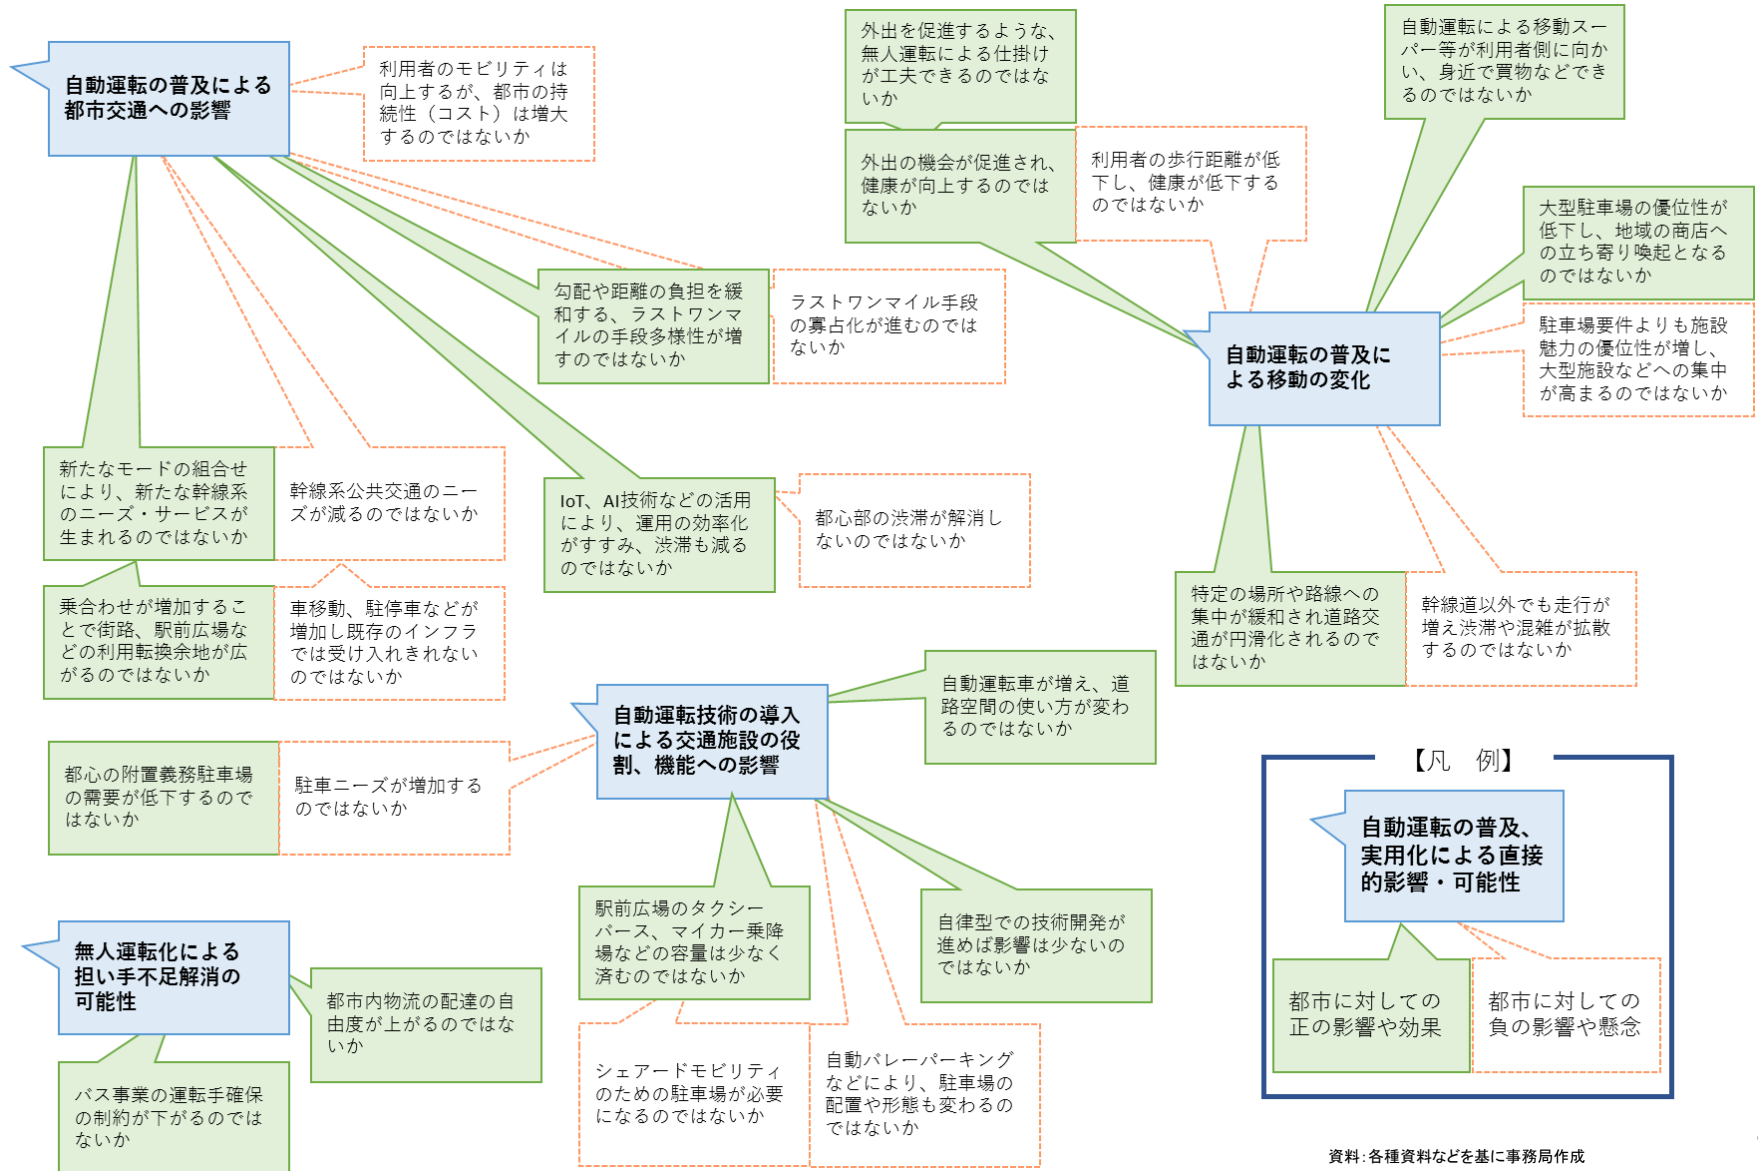 自動運転の普及による
都市交通への影響
利用者のモビリティは
向上するが、都市の持
続性（コスト）は増大
するのではないか
勾配や距離の負担を緩
和する、ラストワンマ
イルの手段多様性が増
すのではないか
ラストワンマイル手段
の寡占化が進むのでは
ないか
新たなモードの組合せ
により、新たな幹線系
のニーズ・サービスが
生まれるのではないか
幹線系公共交通のニー
ズが減るのではないか
IoT、AI技術などの活用
により、運用の効率化
がすすみ、渋滞も減る
のではないか
都心部の渋滞が解消し
ないのではないか
乗合わせが増加するこ
とで街路、駅前広場な
どの利用転換余地が広
がるのではないか
車移動、駐停車などが
増加し既存のインフラ
では受け入れきれない
のではないか
外出を促進するような、
無人運転による仕掛け
が工夫できるのではな
いか
外出の機会が促進され、
健康が向上するのでは
ないか
利用者の歩行距離が低
下し、健康が低下する
のではないか
自動運転による移動スー
パー等が利用者側に向か
い、身近で買物などでき
るのではないか
大型駐車場の優位性が
低下し、地域の商店へ
の立ち寄り喚起となる
のではないか
駐車場要件よりも施設
魅力の優位性が増し、
大型施設などへの集中
が高まるのではないか
自動運転の普及に
よる移動の変化
特定の場所や路線への
集中が緩和され道路交
通が円滑化されるので
はないか
幹線道以外でも走行が
増え渋滞や混雑が拡散
するのではないか
自動運転技術の導入
による交通施設の役
割、機能への影響
自動運転車が増え、道
路空間の使い方が変わ
るのではないか
都心の附置義務駐車場
の需要が低下するので
はないか
駐車ニーズが増加する
のではないか
駅前広場のタクシー
バース、マイカー乗降
場などの容量は少なく
済むのではないか
自律型での技術開発が
進めば影響は少ないの
ではないか
シェアードモビリティ
のための駐車場が必要
になるのではないか
自動バレーパーキング
などにより、駐車場の
配置や形態も変わるの
ではないか
無人運転化による
担い手不足解消の
可能性
都市内物流の配達の自
由度が上がるのではな
いか
バス事業の運転手確保
の制約が下がるのでは
ないか
【凡　例】
自動運転の普及、
実用化による直接
的影響・可能性
都市に対しての
正の影響や効果
都市に対しての
負の影響や懸念
資料：各種資料などを基に事務局作成